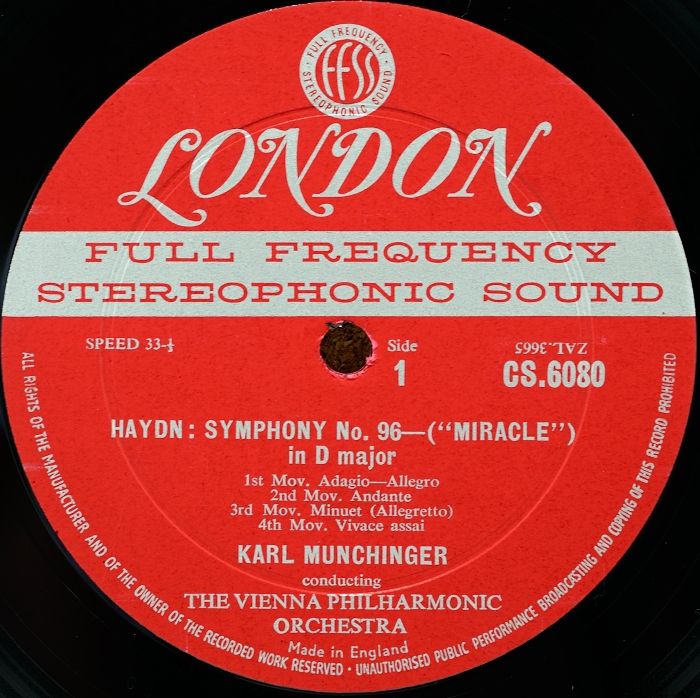 FULL FREQUENCY
ffss
STEREOPHONIC SOUND
LONDON
FULL FREQUENCY
STEREOPHONIC SOUND
SPEED 33-⅓
Side
1
ZAL.3665
CS.6080
HAYDN: SYMPHONY No. 96—("MIRACLE")
in D major
1st Mov. Adagio—Allegro
2nd Mov. Andante
3rd Mov. Minuet (Allegretto)
4th Mov. Vivace assai
KARL MUNCHINGER
conducting
THE VIENNA PHILHARMONIC
ORCHESTRA
Made in England
ALL RIGHTS OF THE MANUFACTURER AND OF THE OWNER OF THE RECORDED WORK RESERVED · UNAUTHORISED PUBLIC PERFORMANCE BROADCASTING AND COPYING OF THIS RECORD PROHIBITED